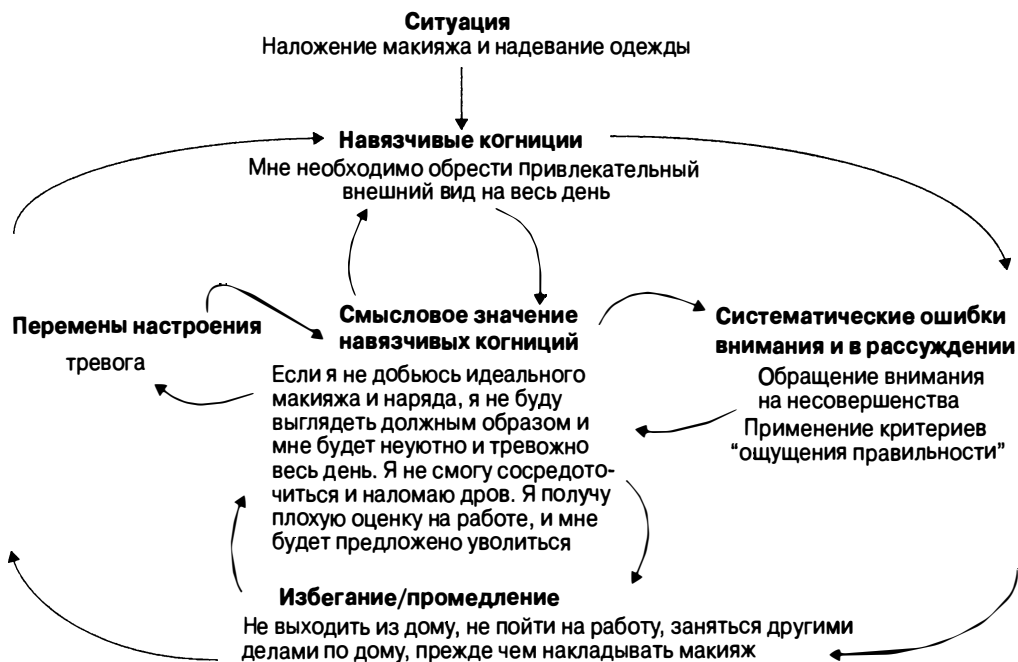 Ситуация
Наложение макияжа и надевание одежды
Навязчивые когниции
Мне необходимо обрести привлекательный
внешний вид на весь день
Перемены настроения
тревога
Смысловое значение
навязчивых когниций
Если я не добьюсь идеального
макияжа и наряда, я не буду
выглядеть должным образом и
мне будет неуютно и тревожно
весь день. Я не смогу сосредото-
читься и наломаю дров. Я получу
плохую оценку на работе, и мне
будет предложено уволиться
Систематические ошибки
внимания и в рассуждении
Обращение внимания
на несовершенства
Применение критериев
“ощущения правильности”
Избегание/промедление
Не выходить из дому, не пойти на работу, заняться другими
делами по дому, прежде чем накладывать макияж